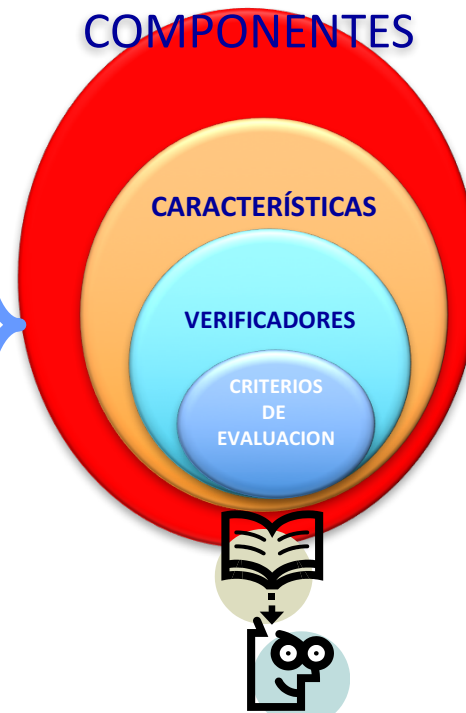 COMPONENTES
CARACTERÍSTICAS
VERIFICADORES
CRITERIOS
DE
EVALUACION